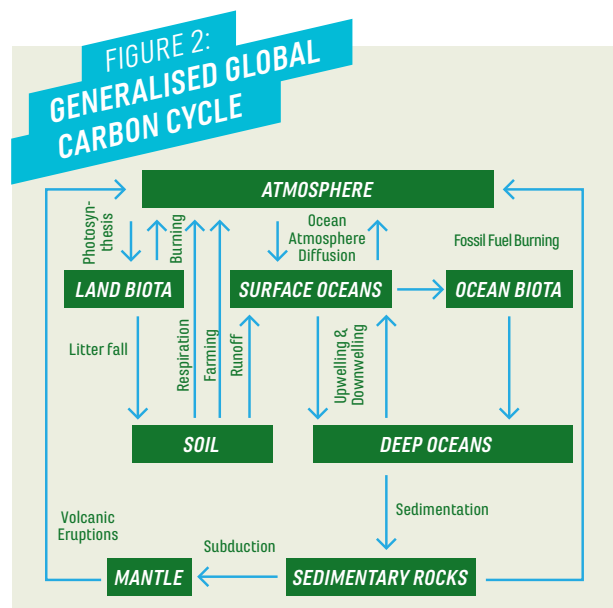 FIGURE 2:
GENERALISED GLOBAL
CARBON CYCLE
ATMOSPHERE
Photosyn-
thesis
Burning
Ocean
Atmosphere
Diffusion
Fossil Fuel Burning
LAND BIOTA
SURFACE OCEANS
OCEAN BIOTA
Litter fall
Respiration
Farming
Runoff
Upwelling &
Downwelling
SOIL
DEEP OCEANS
Volcanic
Eruptions
Sedimentation
Subduction
MANTLE
SEDIMENTARY ROCKS